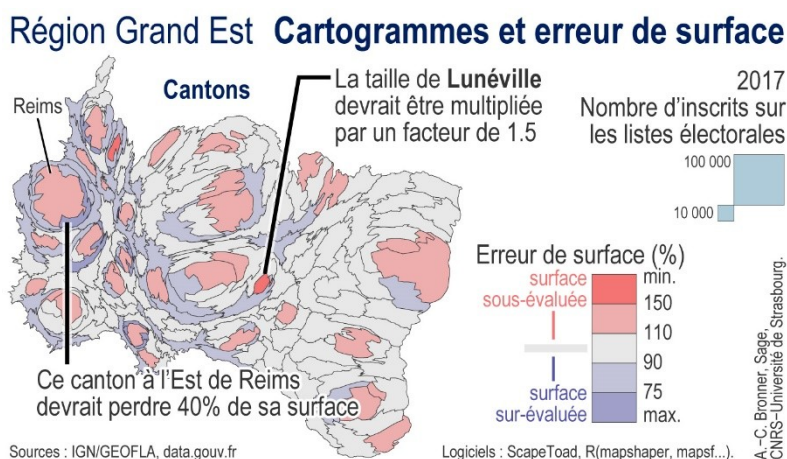 Région Grand Est Cartogrammes et erreur de surface
Cantons
Reims
La taille de Lunéville
devrait être multipliée
par un facteur de 1.5
2017
Nombre d’inscrits sur
les listes électorales
100 000
10 000
Erreur de surface (%)
surface
sous-évaluée
surface
sur-évaluée
min.
150
110
90
75
max.
Ce canton à l’Est de Reims
devrait perdre 40% de sa surface
Sources : IGN/GEOFLA, data.gouv.fr
Logiciels : ScapeToad, R(mapshaper, mapsf...).
A.-C. Bronner, Sage,
CNRS-Université de Strasbourg.